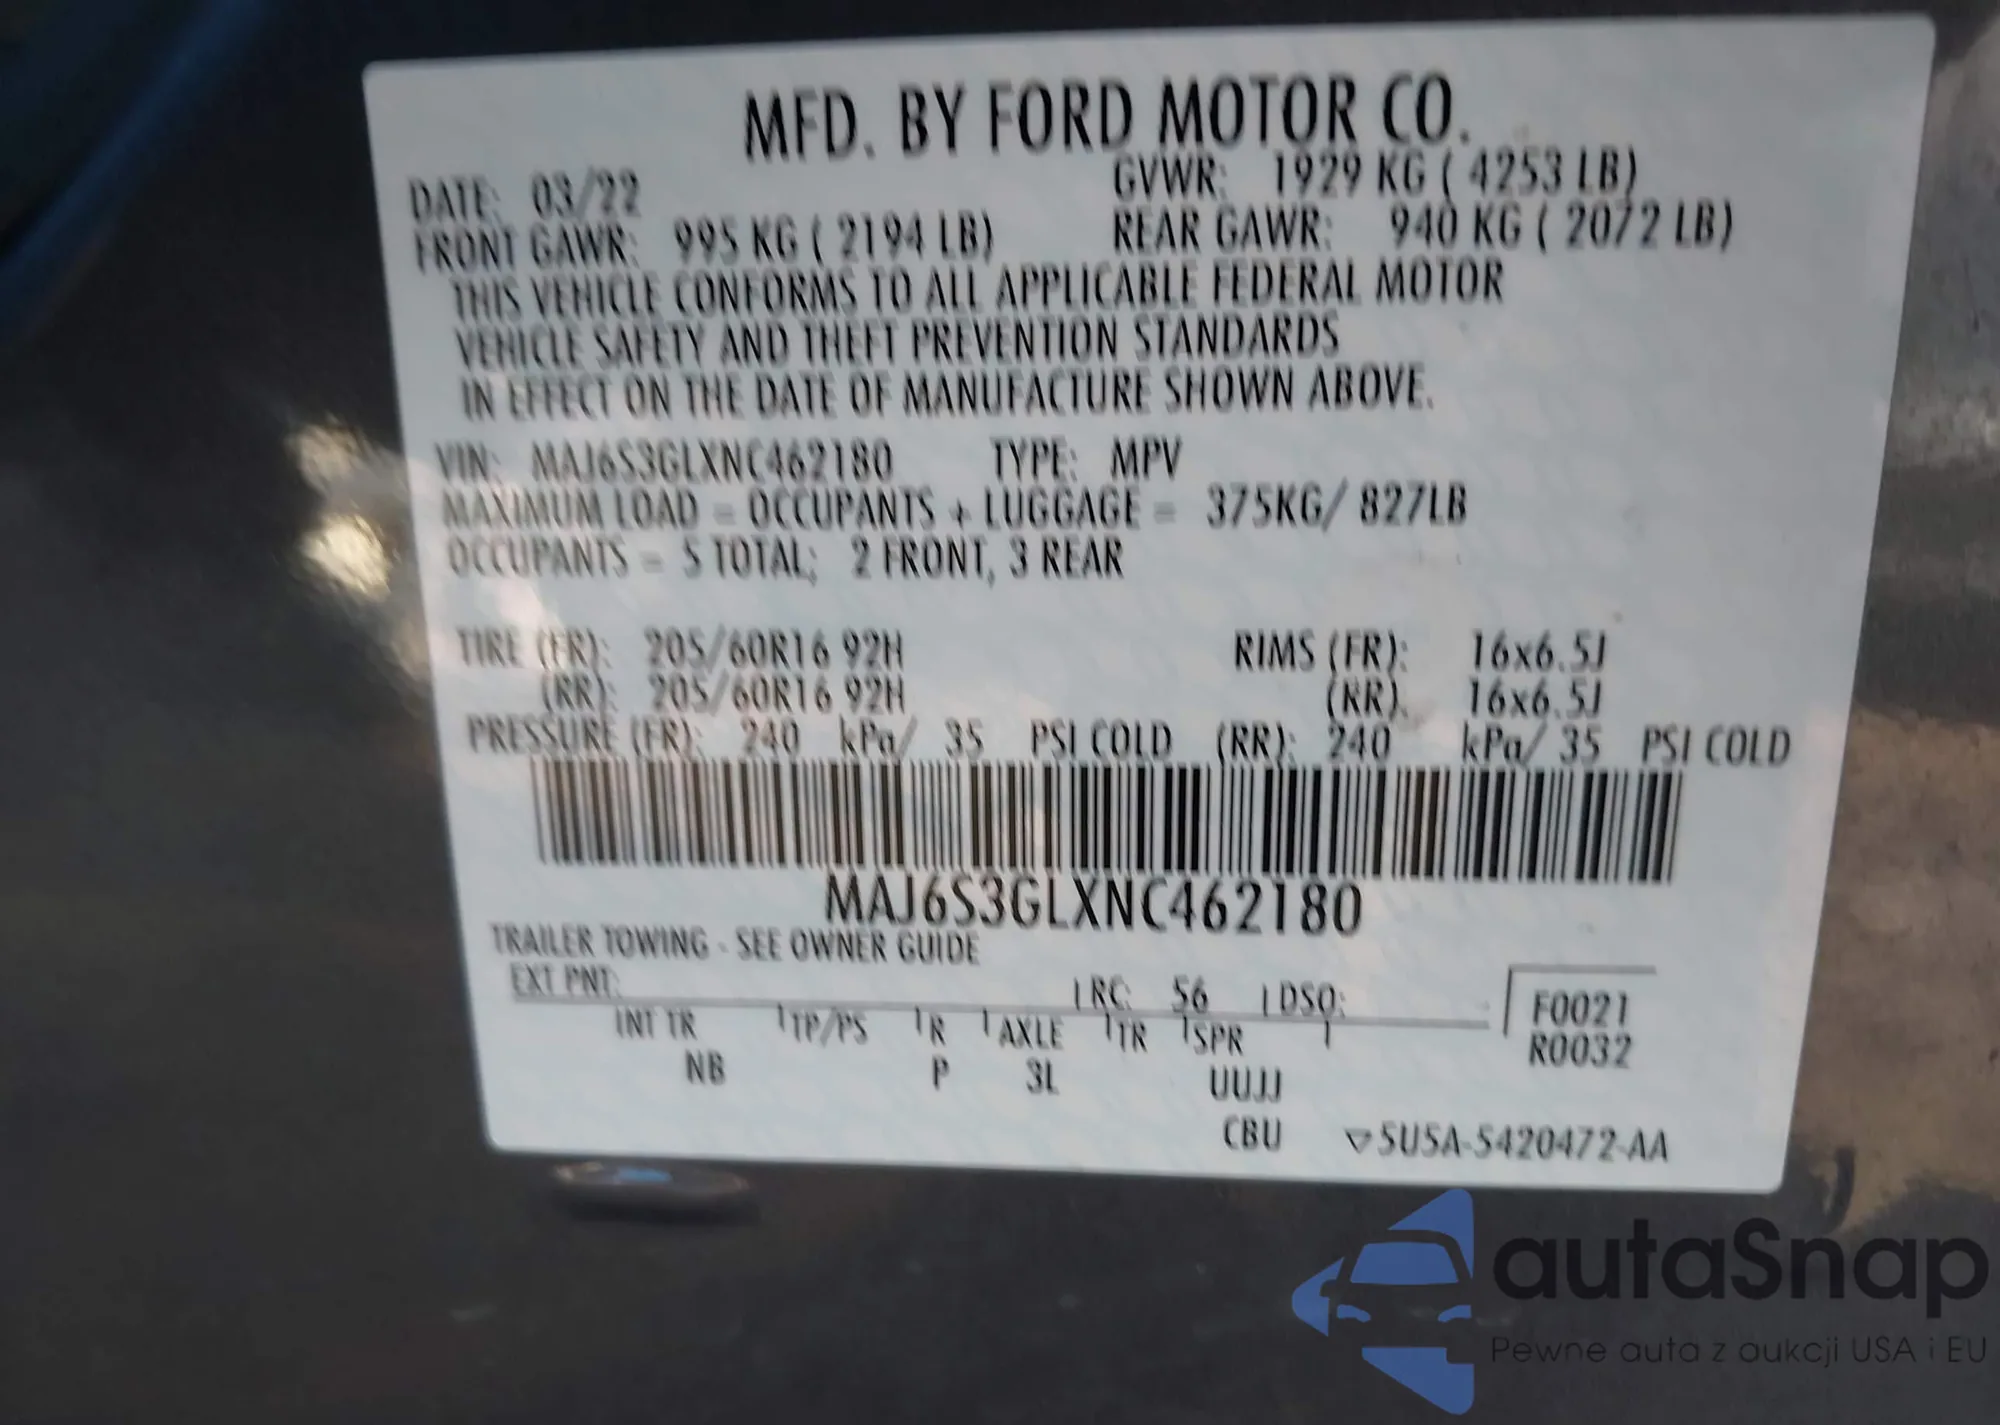 MFD. BY FORD MOTOR CO.
DATE: 03/22 GVWR: 1929 KG ( 4253 LB)
FRONT GAWR: 995 KG ( 2194 LB) REAR GAWR: 940 KG ( 2072 LB)
THIS VEHICLE CONFORMS TO ALL APPLICABLE FEDERAL MOTOR
VEHICLE SAFETY AND THEFT PREVENTION STANDARDS
IN EFFECT ON THE DATE OF MANUFACTURE SHOWN ABOVE.
VIN: MAJ6S3GLXNC462180 TYPE: MPV
MAXIMUM LOAD = OCCUPANTS + LUGGAGE = 375KG/ 827LB
OCCUPANTS = 5 TOTAL; 2 FRONT, 3 REAR
TIRE (FR): 205/60R16 92H RIMS (FR): 16x6.5J
(RR): 205/60R16 92H (RR). 16x6.5J
PRESSURE (FR): 240 kPa/ 35 PSI COLD (RR): 240 kPa/ 35 PSI COLD
MAJ6S3GLXNC462180
TRAILER TOWING - SEE OWNER GUIDE
EXT PNT: RC: 56 DSO: F0021
INT TR TP/PS R AXLE TR SPR R0032
NB P 3L UUJJ
CBU ▽5U5A-5420472-AA
autaSnap
Pewne auta z aukcji USA i EU